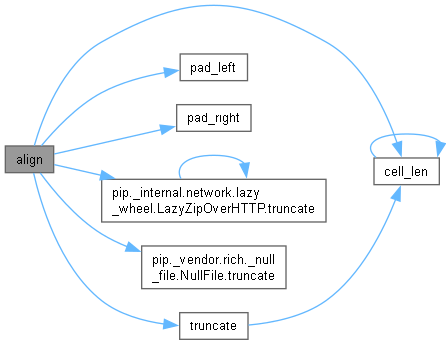 align
pad_left
pad_right
pip._internal.network.lazy
_wheel.LazyZipOverHTTP.truncate
pip._vendor.rich._null
_file.NullFile.truncate
truncate
cell_len